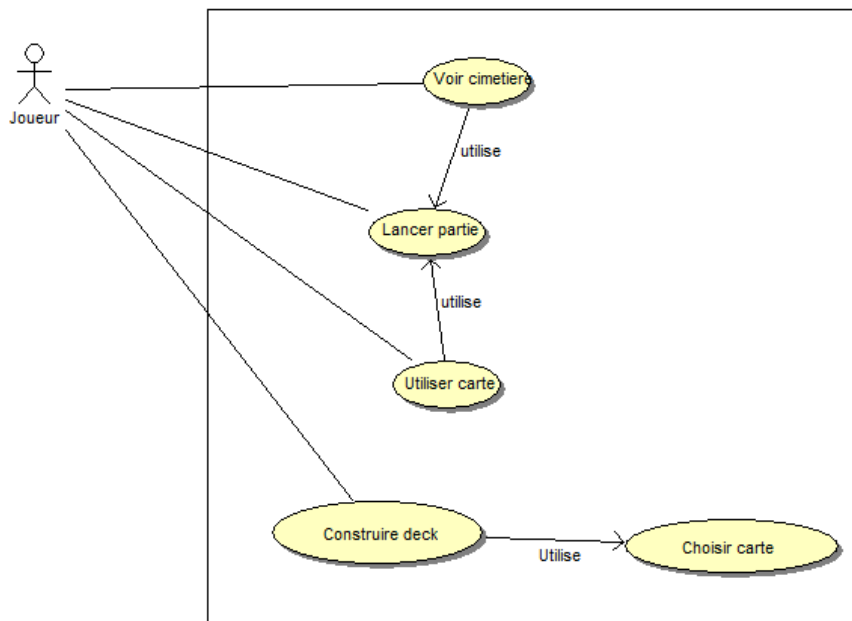 Voir cimetiere
Joueur
utilise
Lancer partie
utilise
Utiliser carte
Construire deck
Choisir carte
Utilise